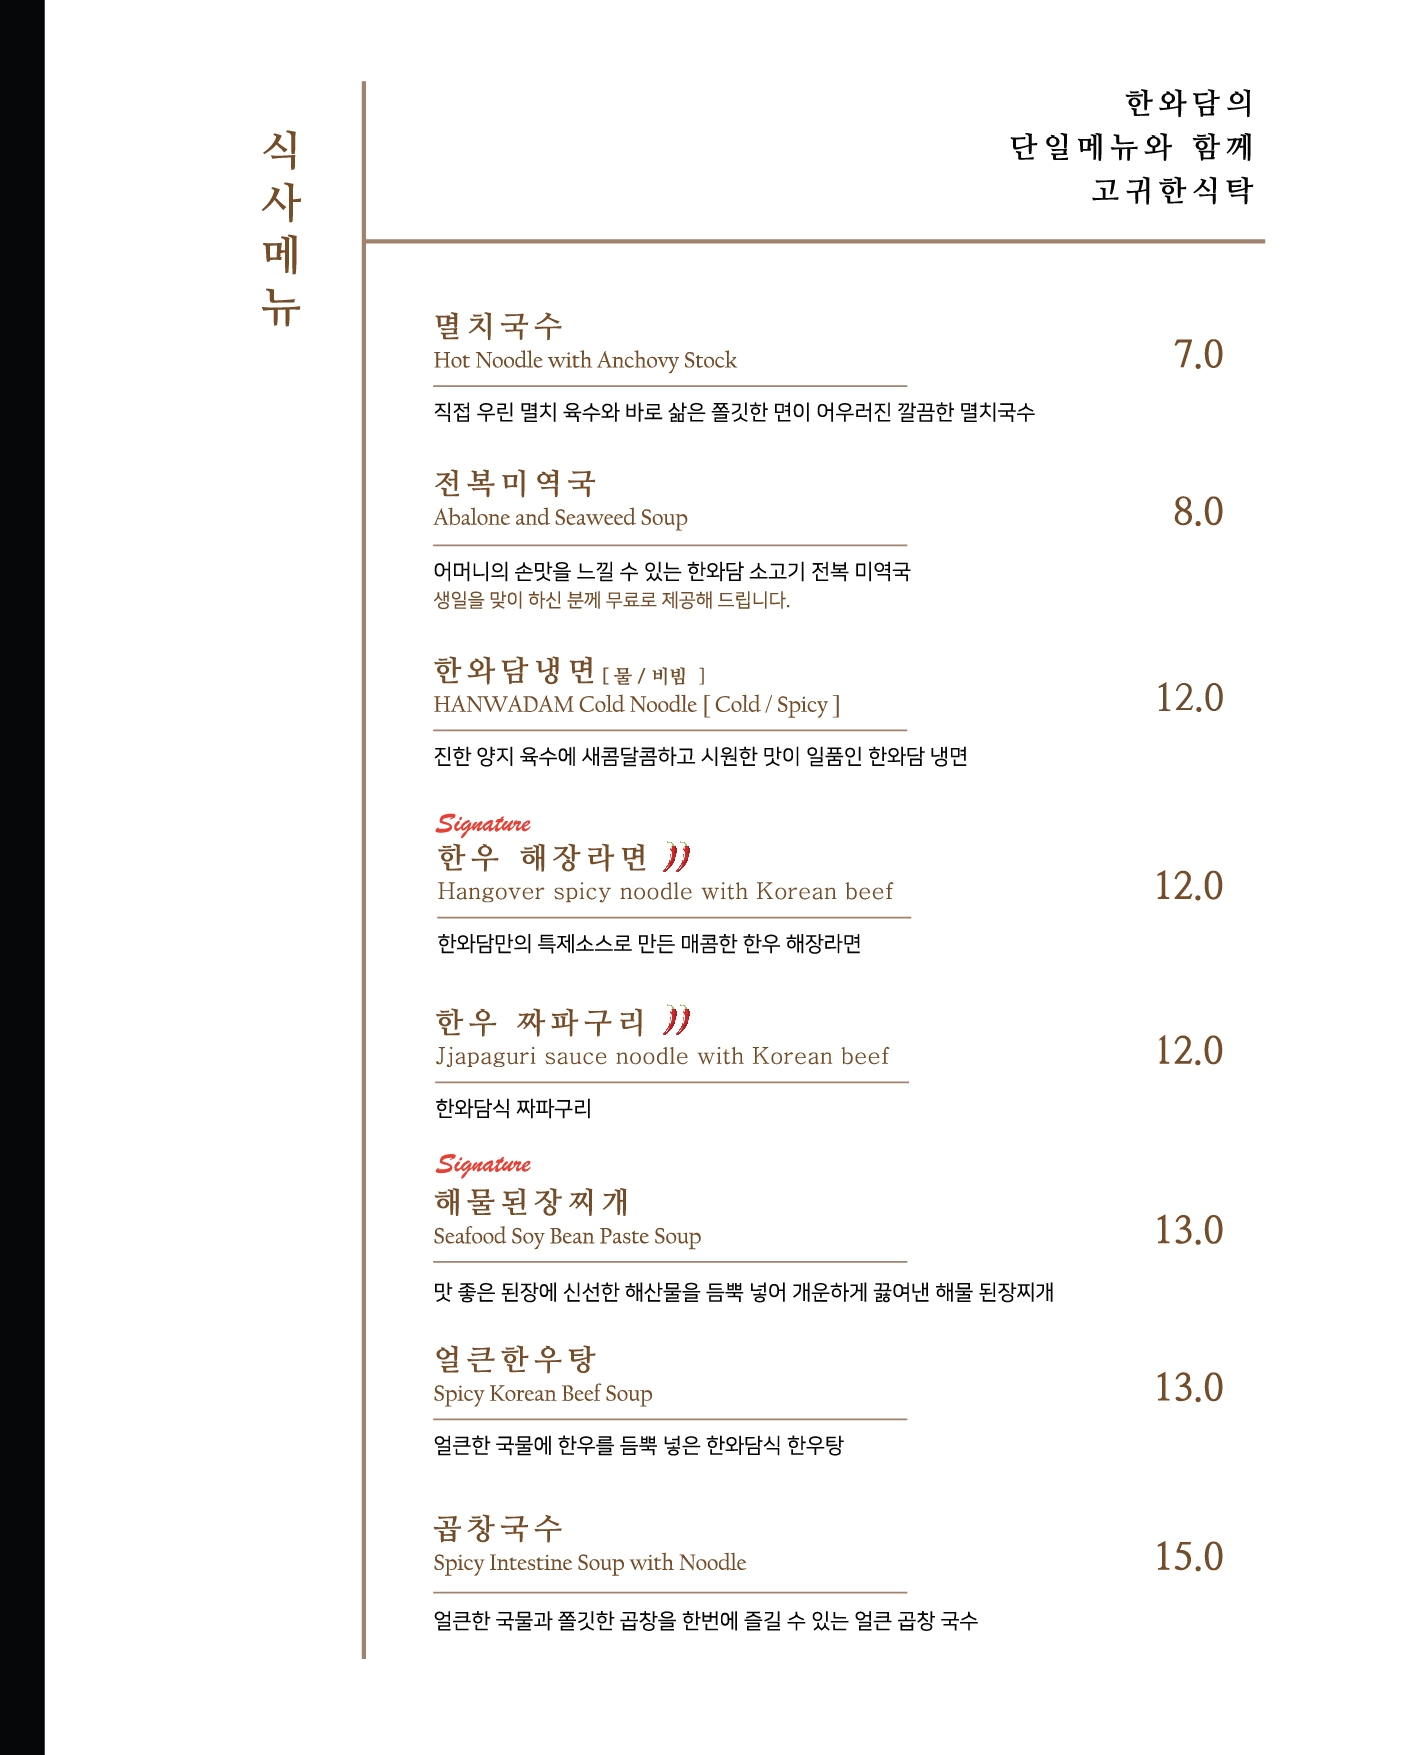 식사메뉴
한와담의
단일메뉴와 함께
고귀한식탁
멸치국수
Hot Noodle with Anchovy Stock
7.0
직접 우린 멸치 육수와 바로 삶은 쫄깃한 면이 어우러진 깔끔한 멸치국수
전복미역국
Abalone and Seaweed Soup
8.0
어머니의 손맛을 느낄 수 있는 한와담 소고기 전복 미역국
생일을 맞이 하신 분께 무료로 제공해 드립니다.
한와담냉면 [ 물 / 비빔 ]
HANWADAM Cold Noodle [ Cold / Spicy ]
12.0
진한 양지 육수에 새콤달콤하고 시원한 맛이 일품인 한와담 냉면
Signature
한우 해장라면
Hangover spicy noodle with Korean beef
12.0
한와담만의 특제소스로 만든 매콤한 한우 해장라면
한우 짜파구리
Jjapaguri sauce noodle with Korean beef
12.0
한와담식 짜파구리
Signature
해물된장찌개
Seafood Soy Bean Paste Soup
13.0
맛 좋은 된장에 신선한 해산물을 듬뿍 넣어 개운하게 끓여낸 해물 된장찌개
얼큰한우탕
Spicy Korean Beef Soup
13.0
얼큰한 국물에 한우를 듬뿍 넣은 한와담식 한우탕
곱창국수
Spicy Intestine Soup with Noodle
15.0
얼큰한 국물과 쫄깃한 곱창을 한번에 즐길 수 있는 얼큰 곱창 국수